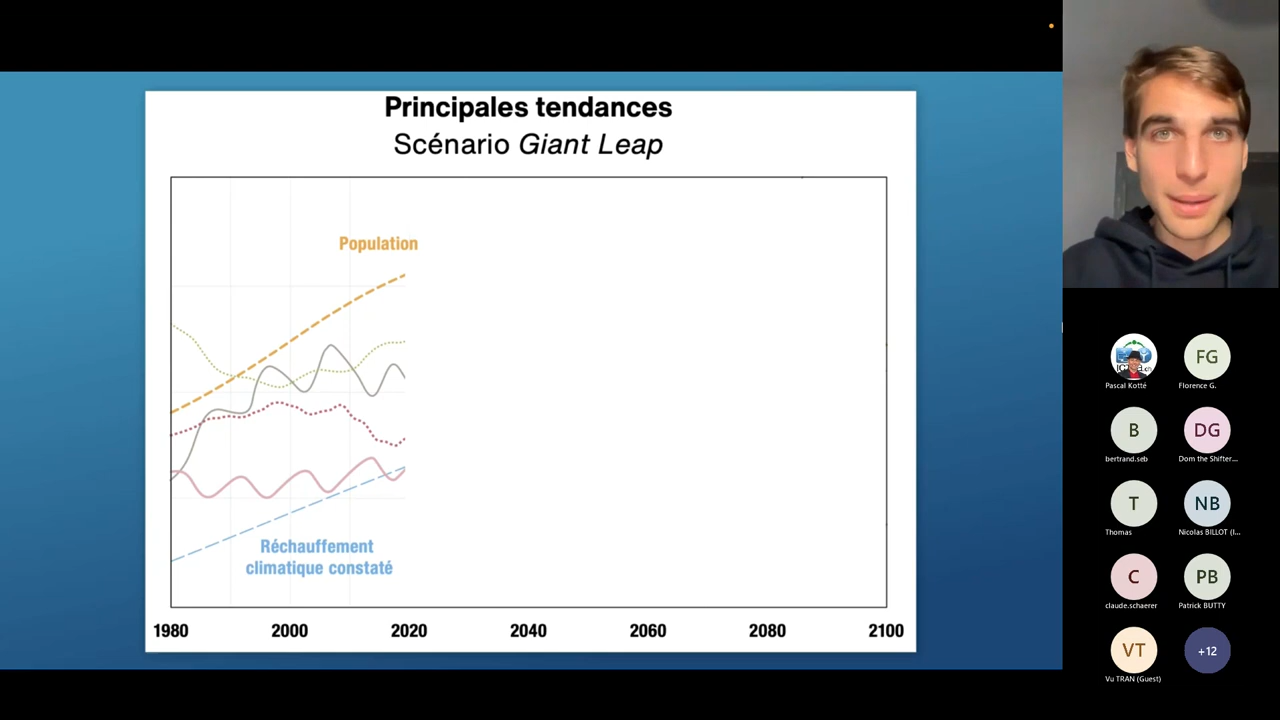 Principales tendances
Scénario Giant Leap
Population
Réchauffement
climatique constaté
1980
2000
2020
2040
2060
2080
2100
Pascal Kotté
FG
Florence G.
B
bertrand.seb
DG
Dom the Shifter...
T
Thomas
NB
Nicolas BILLOT (I...
C
claude.schaerer
PB
Patrick BUTTY
VT
Vu TRAN (Guest)
+12